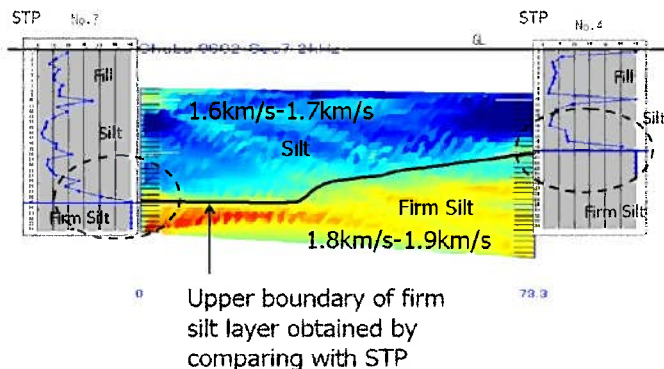 STP
No.7
STP
No.4
GL
Fill
Fill
1.6km/s-1.7km/s
Silt
Silt
Silt
Firm Silt
Firm Silt
Firm Silt
1.8km/s-1.9km/s
0
73.3
Upper boundary of firm
silt layer obtained by
comparing with STP